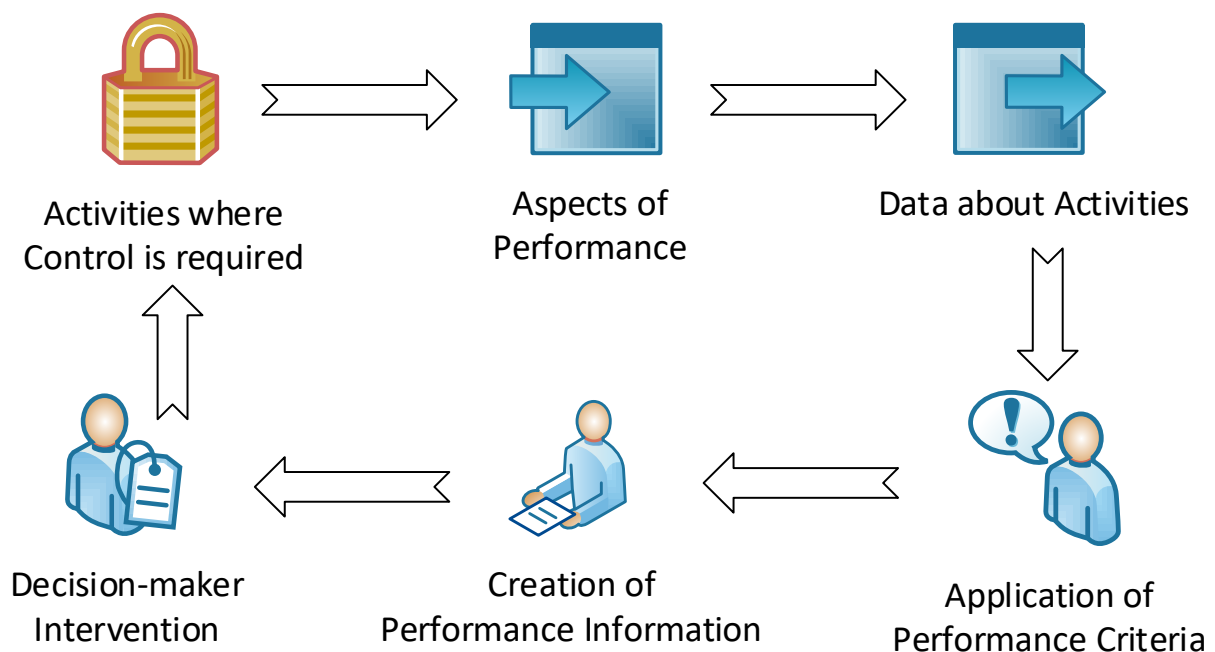 Activities where
Control is required
Aspects of
Performance
Data about Activities
Decision-maker
Intervention
Creation of
Performance Information
Application of
Performance Criteria